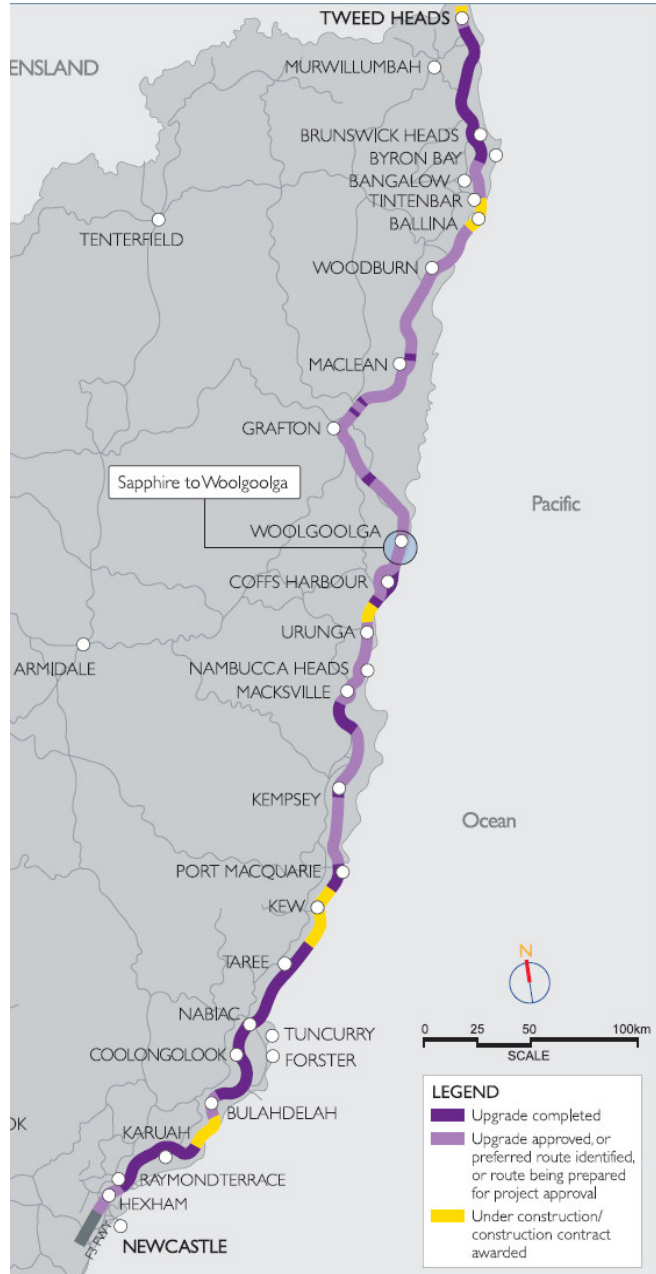 TWEED HEADS
ENSLAND
MURWILLUMBAH
BRUNSWICK HEADS
BYRON BAY
BANGALOW
TINTENBAR
BALLINA
TENTERFIELD
WOODBURN
MACLEAN
GRAFTON
Sapphire to Woolgoolga
Pacific
WOOLGOOLGA
COFFS HARBOUR
URUNGA
ARMIDALE
NAMBUCCA HEADS
MACKSVILLE
KEMPSEY
Ocean
PORT MACQUARIE
KEW
TAREE
N
NABIAC
TUNCURRY
COOLONGOLOOK
FORSTER
0 25 50 100km
SCALE
LEGEND
Upgrade completed
Upgrade approved, or
preferred route identified,
or route being prepared
for project approval
Under construction/
construction contract
awarded
BULAHDELAH
OK
KARUAH
RAYMONDTERRACE
HEXHAM
F3 FWY
NEWCASTLE